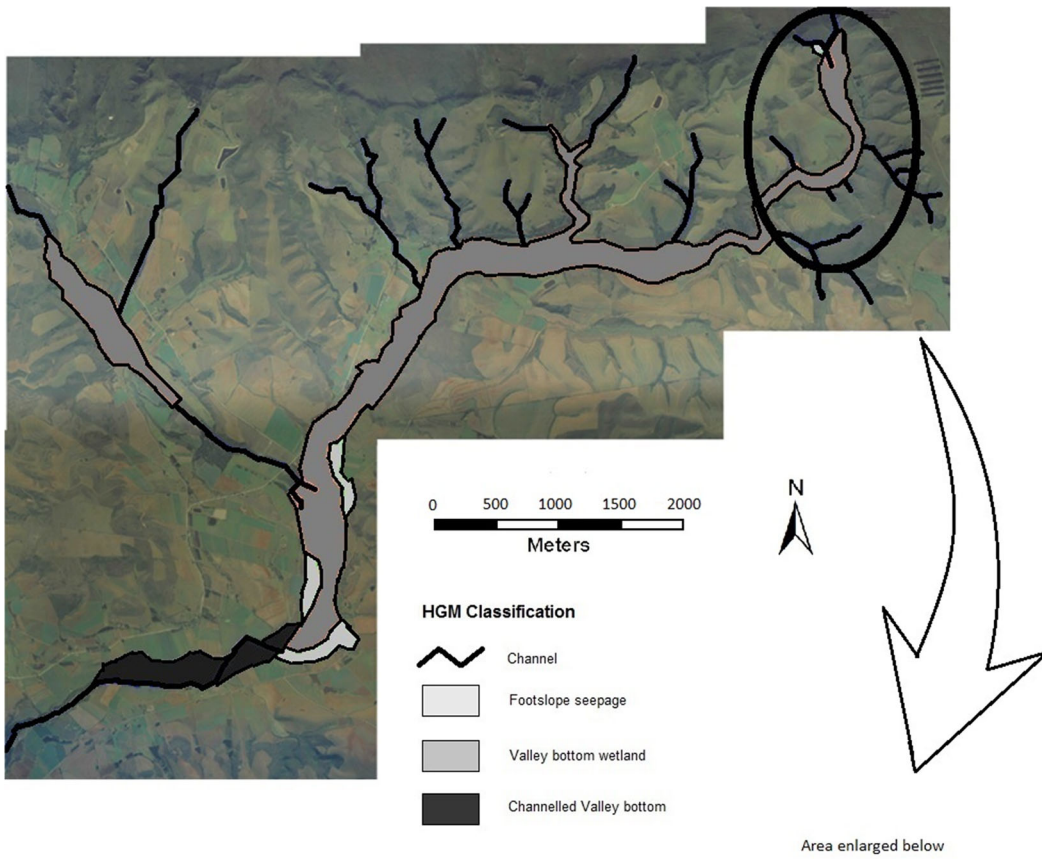 0 500 1000 1500 2000
Meters
N
HGM Classification
Channel
Footslope seepage
Valley bottom wetland
Channelled Valley bottom
Area enlarged below